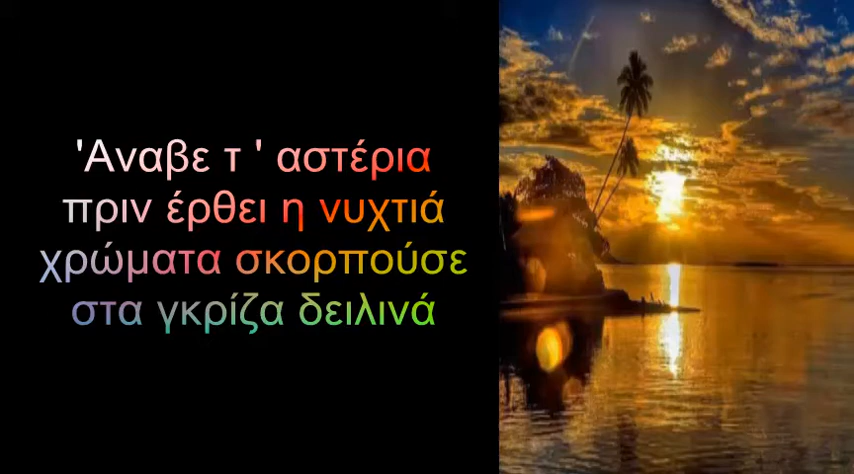 'Αναβε τ ' αστέρια
πριν έρθει η νυχτιά
χρώματα σκορπούσε
στα γκρίζα δειλινά